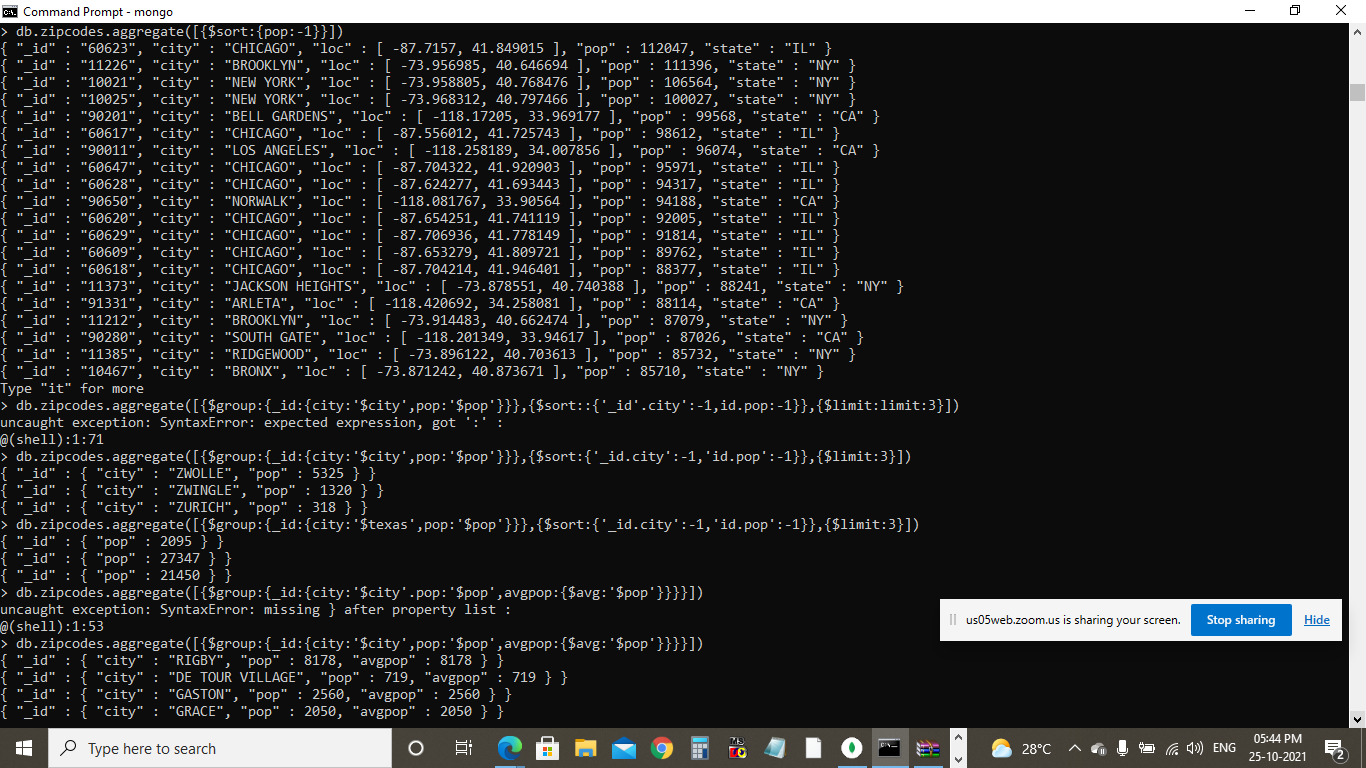 Command Prompt - mongo
> db.zipcodes.aggregate([{$sort:{pop:-1}}])
{ "_id" : "60623", "city" : "CHICAGO", "loc" : [ -87.7157, 41.849015 ], "pop" : 112047, "state" : "IL" }
{ "_id" : "11226", "city" : "BROOKLYN", "loc" : [ -73.956985, 40.646694 ], "pop" : 111396, "state" : "NY" }
{ "_id" : "10021", "city" : "NEW YORK", "loc" : [ -73.958805, 40.768476 ], "pop" : 106564, "state" : "NY" }
{ "_id" : "10025", "city" : "NEW YORK", "loc" : [ -73.968312, 40.797466 ], "pop" : 100027, "state" : "NY" }
{ "_id" : "90201", "city" : "BELL GARDENS", "loc" : [ -118.17205, 33.969177 ], "pop" : 99568, "state" : "CA" }
{ "_id" : "60617", "city" : "CHICAGO", "loc" : [ -87.556012, 41.725743 ], "pop" : 98612, "state" : "IL" }
{ "_id" : "90011", "city" : "LOS ANGELES", "loc" : [ -118.258189, 34.007856 ], "pop" : 96074, "state" : "CA" }
{ "_id" : "60647", "city" : "CHICAGO", "loc" : [ -87.704322, 41.920903 ], "pop" : 95971, "state" : "IL" }
{ "_id" : "60628", "city" : "CHICAGO", "loc" : [ -87.624277, 41.693443 ], "pop" : 94317, "state" : "IL" }
{ "_id" : "90650", "city" : "NORWALK", "loc" : [ -118.081767, 33.90564 ], "pop" : 94188, "state" : "CA" }
{ "_id" : "60620", "city" : "CHICAGO", "loc" : [ -87.654251, 41.741119 ], "pop" : 92005, "state" : "IL" }
{ "_id" : "60629", "city" : "CHICAGO", "loc" : [ -87.706936, 41.778149 ], "pop" : 91814, "state" : "IL" }
{ "_id" : "60609", "city" : "CHICAGO", "loc" : [ -87.653279, 41.809721 ], "pop" : 89762, "state" : "IL" }
{ "_id" : "60618", "city" : "CHICAGO", "loc" : [ -87.704214, 41.946401 ], "pop" : 88377, "state" : "IL" }
{ "_id" : "11373", "city" : "JACKSON HEIGHTS", "loc" : [ -73.878551, 40.740388 ], "pop" : 88241, "state" : "NY" }
{ "_id" : "91331", "city" : "ARLETA", "loc" : [ -118.420692, 34.258081 ], "pop" : 88114, "state" : "CA" }
{ "_id" : "11212", "city" : "BROOKLYN", "loc" : [ -73.914483, 40.662474 ], "pop" : 87079, "state" : "NY" }
{ "_id" : "90280", "city" : "SOUTH GATE", "loc" : [ -118.201349, 33.94617 ], "pop" : 87026, "state" : "CA" }
{ "_id" : "11385", "city" : "RIDGEWOOD", "loc" : [ -73.896122, 40.703613 ], "pop" : 85732, "state" : "NY" }
{ "_id" : "10467", "city" : "BRONX", "loc" : [ -73.871242, 40.873671 ], "pop" : 85710, "state" : "NY" }
Type "it" for more
> db.zipcodes.aggregate([{$group:{_id:{city:'$city',pop:'$pop'}}},{$sort::{'_id'.city':-1,id.pop:-1}},{$limit:limit:3}])
uncaught exception: SyntaxError: expected expression, got ':' :
@(shell):1:71
> db.zipcodes.aggregate([{$group:{_id:{city:'$city',pop:'$pop'}}},{$sort:{'_id.city':-1,'id.pop':-1}},{$limit:3}])
{ "_id" : { "city" : "ZWOLLE", "pop" : 5325 } }
{ "_id" : { "city" : "ZWINGLE", "pop" : 1320 } }
{ "_id" : { "city" : "ZURICH", "pop" : 318 } }
> db.zipcodes.aggregate([{$group:{_id:{city:'$texas',pop:'$pop'}}},{$sort:{'_id.city':-1,'id.pop':-1}},{$limit:3}])
{ "_id" : { "pop" : 2095 } }
{ "_id" : { "pop" : 27347 } }
{ "_id" : { "pop" : 21450 } }
> db.zipcodes.aggregate([{$group:{_id:{city:'$city'.pop:'$pop',avgpop:{$avg:'$pop'}}}}])
uncaught exception: SyntaxError: missing } after property list :
@(shell):1:53
> db.zipcodes.aggregate([{$group:{_id:{city:'$city',pop:'$pop',avgpop:{$avg:'$pop'}}}}])
{ "_id" : { "city" : "RIGBY", "pop" : 8178, "avgpop" : 8178 } }
{ "_id" : { "city" : "DE TOUR VILLAGE", "pop" : 719, "avgpop" : 719 } }
{ "_id" : { "city" : "GASTON", "pop" : 2560, "avgpop" : 2560 } }
{ "_id" : { "city" : "GRACE", "pop" : 2050, "avgpop" : 2050 } }
us05web.zoom.us is sharing your screen. Stop sharing Hide
Type here to search
28°C ENG 05:44 PM
25-10-2021
2